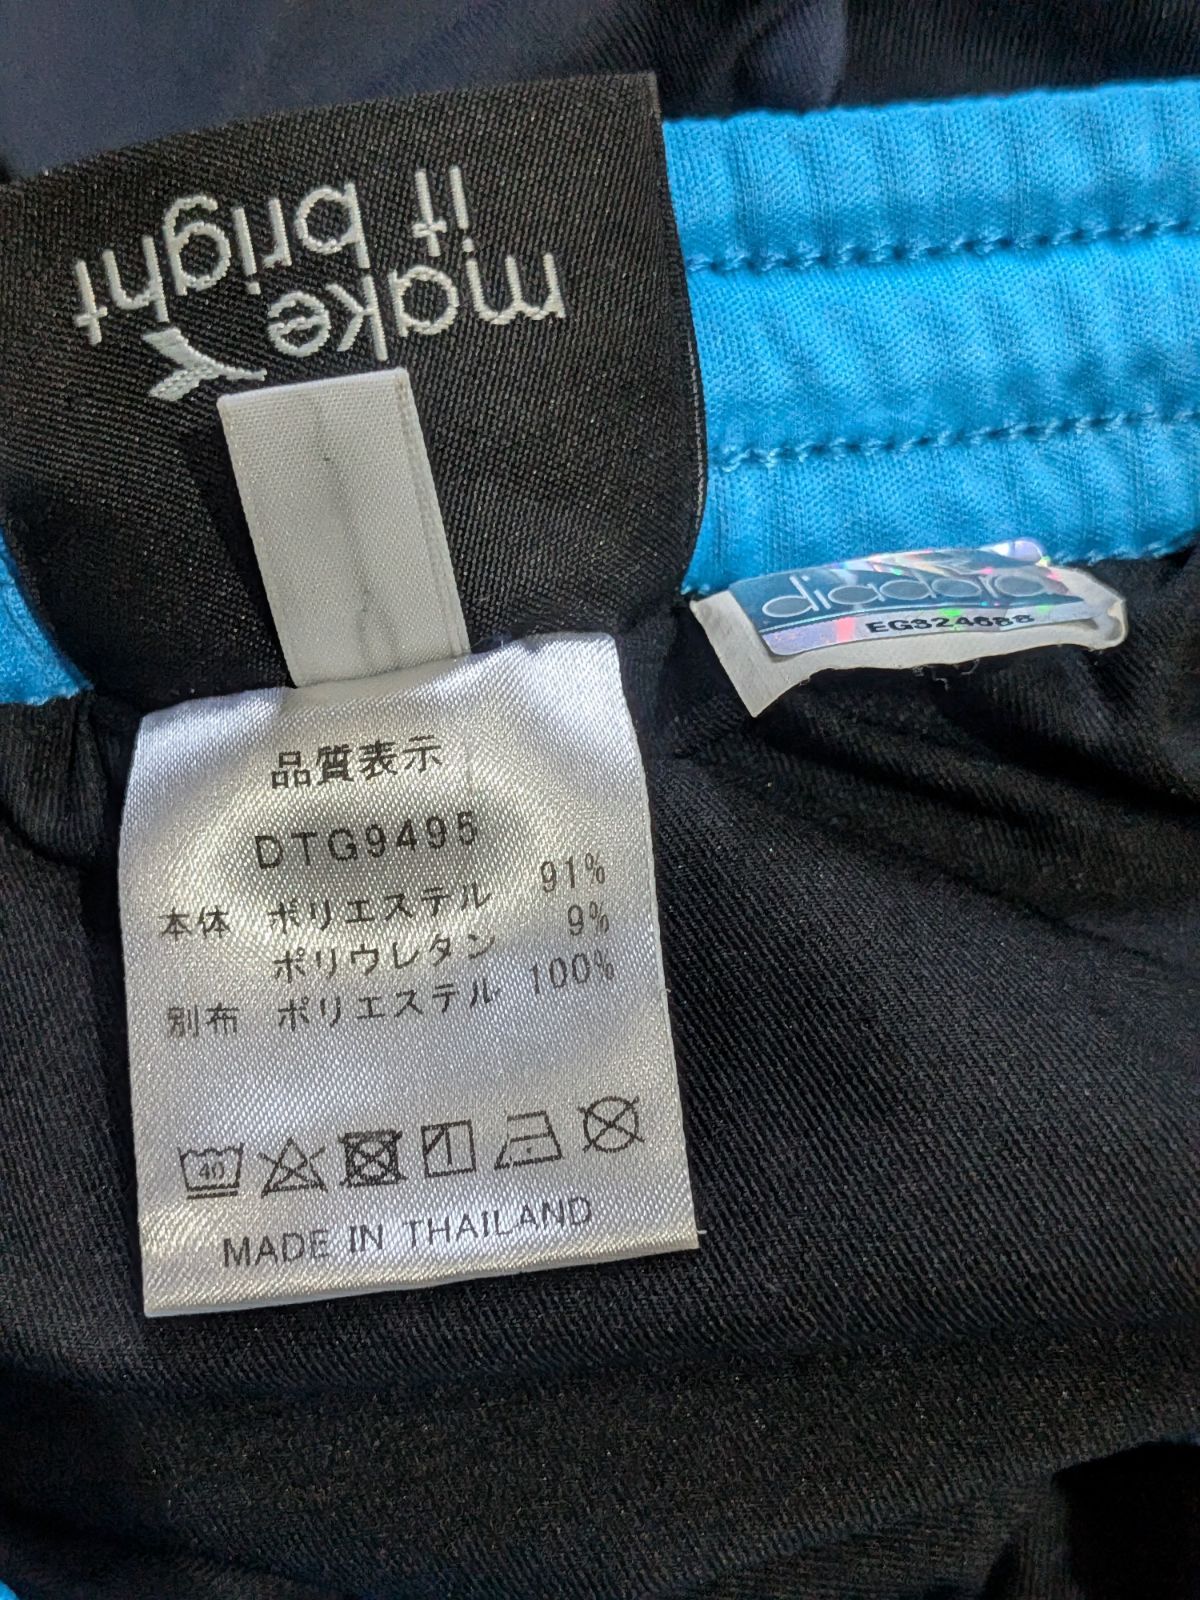 make
it bright
diadora
EG324688
品質表示
DTG9495
本体 ポリエステル 91%
ポリウレタン 9%
別布 ポリエステル 100%
40
MADE IN THAILAND